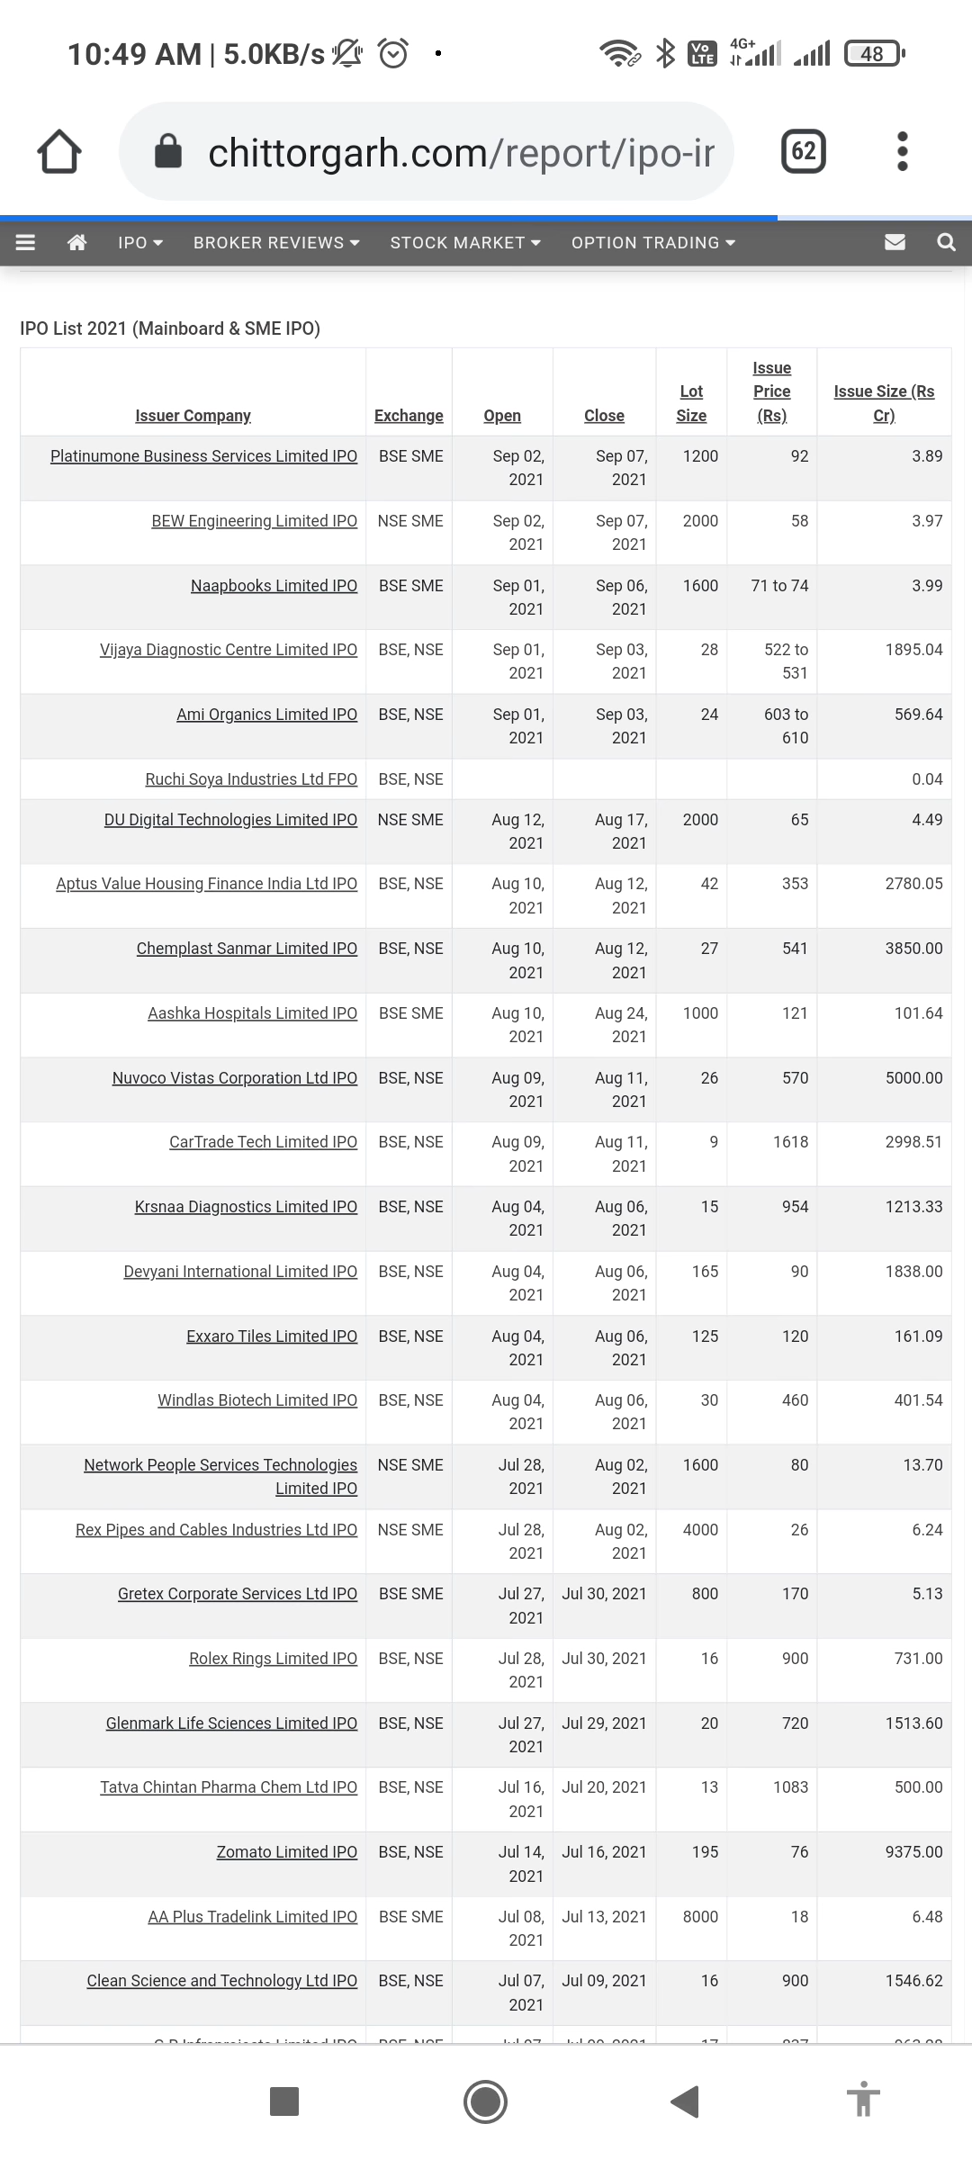 10:49 AM | 5.0KB/s
Vo LTE 4G+ 48
chittorgarh.com/report/ipo-ir 62
IPO BROKER REVIEWS STOCK MARKET OPTION TRADING
IPO List 2021 (Mainboard & SME IPO)
Issuer Company Exchange Open Close Lot Size Issue Price (Rs) Issue Size (Rs Cr)
Platinumone Business Services Limited IPO BSE SME Sep 02, 2021 Sep 07, 2021 1200 92 3.89
BEW Engineering Limited IPO NSE SME Sep 02, 2021 Sep 07, 2021 2000 58 3.97
Naapbooks Limited IPO BSE SME Sep 01, 2021 Sep 06, 2021 1600 71 to 74 3.99
Vijaya Diagnostic Centre Limited IPO BSE, NSE Sep 01, 2021 Sep 03, 2021 28 522 to 531 1895.04
Ami Organics Limited IPO BSE, NSE Sep 01, 2021 Sep 03, 2021 24 603 to 610 569.64
Ruchi Soya Industries Ltd FPO BSE, NSE 0.04
DU Digital Technologies Limited IPO NSE SME Aug 12, 2021 Aug 17, 2021 2000 65 4.49
Aptus Value Housing Finance India Ltd IPO BSE, NSE Aug 10, 2021 Aug 12, 2021 42 353 2780.05
Chemplast Sanmar Limited IPO BSE, NSE Aug 10, 2021 Aug 12, 2021 27 541 3850.00
Aashka Hospitals Limited IPO BSE SME Aug 10, 2021 Aug 24, 2021 1000 121 101.64
Nuvoco Vistas Corporation Ltd IPO BSE, NSE Aug 09, 2021 Aug 11, 2021 26 570 5000.00
CarTrade Tech Limited IPO BSE, NSE Aug 09, 2021 Aug 11, 2021 9 1618 2998.51
Krsnaa Diagnostics Limited IPO BSE, NSE Aug 04, 2021 Aug 06, 2021 15 954 1213.33
Devyani International Limited IPO BSE, NSE Aug 04, 2021 Aug 06, 2021 165 90 1838.00
Exxaro Tiles Limited IPO BSE, NSE Aug 04, 2021 Aug 06, 2021 125 120 161.09
Windlas Biotech Limited IPO BSE, NSE Aug 04, 2021 Aug 06, 2021 30 460 401.54
Network People Services Technologies Limited IPO NSE SME Jul 28, 2021 Aug 02, 2021 1600 80 13.70
Rex Pipes and Cables Industries Ltd IPO NSE SME Jul 28, 2021 Aug 02, 2021 4000 26 6.24
Gretex Corporate Services Ltd IPO BSE SME Jul 27, 2021 Jul 30, 2021 800 170 5.13
Rolex Rings Limited IPO BSE, NSE Jul 28, 2021 Jul 30, 2021 16 900 731.00
Glenmark Life Sciences Limited IPO BSE, NSE Jul 27, 2021 Jul 29, 2021 20 720 1513.60
Tatva Chintan Pharma Chem Ltd IPO BSE, NSE Jul 16, 2021 Jul 20, 2021 13 1083 500.00
Zomato Limited IPO BSE, NSE Jul 14, 2021 Jul 16, 2021 195 76 9375.00
AA Plus Tradelink Limited IPO BSE SME Jul 08, 2021 Jul 13, 2021 8000 18 6.48
Clean Science and Technology Ltd IPO BSE, NSE Jul 07, 2021 Jul 09, 2021 16 900 1546.62